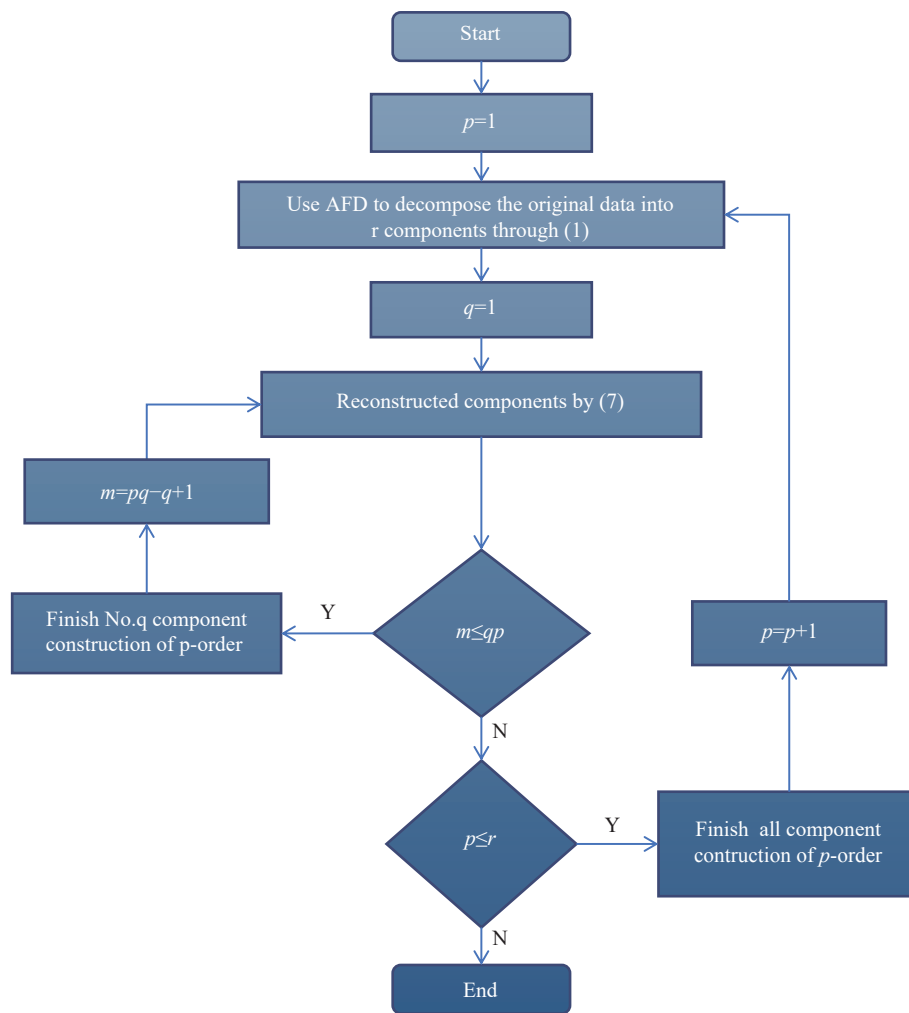 Start
p=1
Use AFD to decompose the original data into
r components through (1)
q=1
Reconstructed components by (7)
m=pq−q+1
Finish No.q component
construction of p-order
Y
m≤qp
p=p+1
N
p≤r
Y
Finish all component
contruction of p-order
N
End